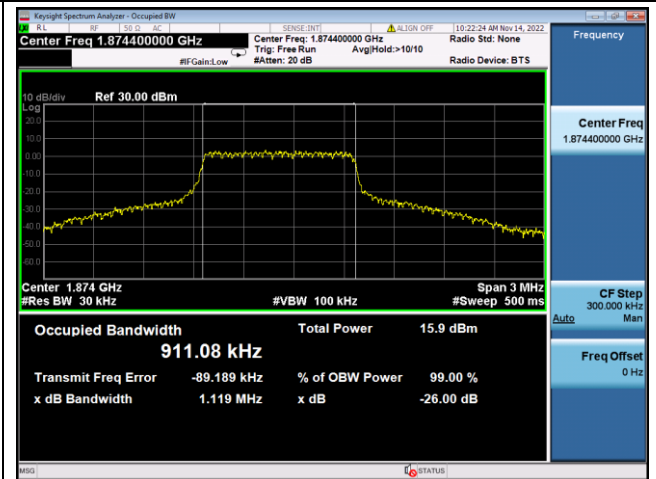 Keysight Spectrum Analyzer - Occupied BW
RL RF 50 Ω AC SENSE:INT ALIGN OFF 10:22:24 AM Nov 14, 2022
Center Freq 1.874400000 GHz Center Freq: 1.874400000 GHz Radio Std: None
Trig: Free Run Avg|Hold:>10/10
#IFGain:Low #Atten: 20 dB Radio Device: BTS
Frequency
10 dB/div Ref 30.00 dBm
Log
20.0
10.0
0.00
-10.0
-20.0
-30.0
-40.0
-50.0
-60.0
Center 1.874 GHz Span 3 MHz
#Res BW 30 kHz #VBW 100 kHz #Sweep 500 ms
Occupied Bandwidth Total Power 15.9 dBm
911.08 kHz
Transmit Freq Error -89.189 kHz % of OBW Power 99.00 %
x dB Bandwidth 1.119 MHz x dB -26.00 dB
Center Freq
1.874400000 GHz
CF Step
300.000 kHz
Auto Man
Freq Offset
0 Hz
MSG STATUS